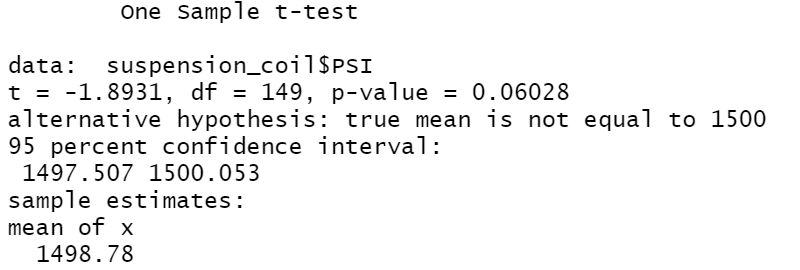 One Sample t-test
data: suspension_coil$PSI
t = -1.8931, df = 149, p-value = 0.06028
alternative hypothesis: true mean is not equal to 1500
95 percent confidence interval:
1497.507 1500.053
sample estimates:
mean of x
1498.78